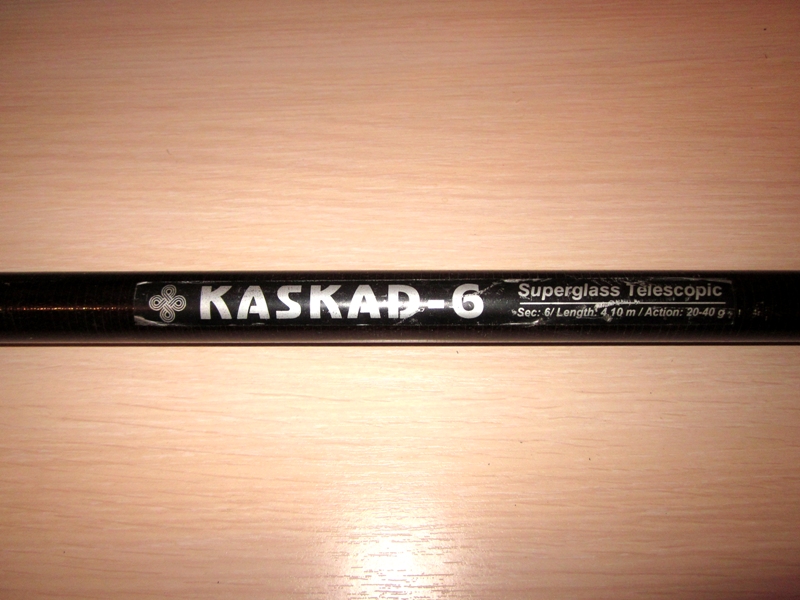 KASKAD-6
Superglass Telescopic
Sec: 6/ Length: 4,10 m / Action: 20-40 g